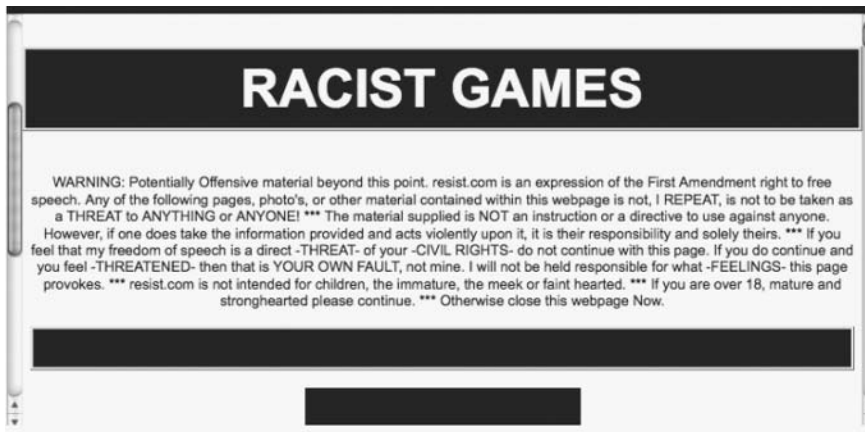 RACIST GAMES
WARNING: Potentially Offensive material beyond this point. resist.com is an expression of the First Amendment right to free
speech. Any of the following pages, photo's, or other material contained within this webpage is not, I REPEAT, is not to be taken as
a THREAT to ANYTHING or ANYONE! *** The material supplied is NOT an instruction or a directive to use against anyone.
However, if one does take the information provided and acts violently upon it, it is their responsibility and solely theirs. *** If you
feel that my freedom of speech is a direct -THREAT- of your -CIVIL RIGHTS- do not continue with this page. If you do continue and
you feel -THREATENED- then that is YOUR OWN FAULT, not mine. I will not be held responsible for what -FEELINGS- this page
provokes. *** resist.com is not intended for children, the immature, the meek or faint hearted. *** If you are over 18, mature and
stronghearted please continue. *** Otherwise close this webpage Now.